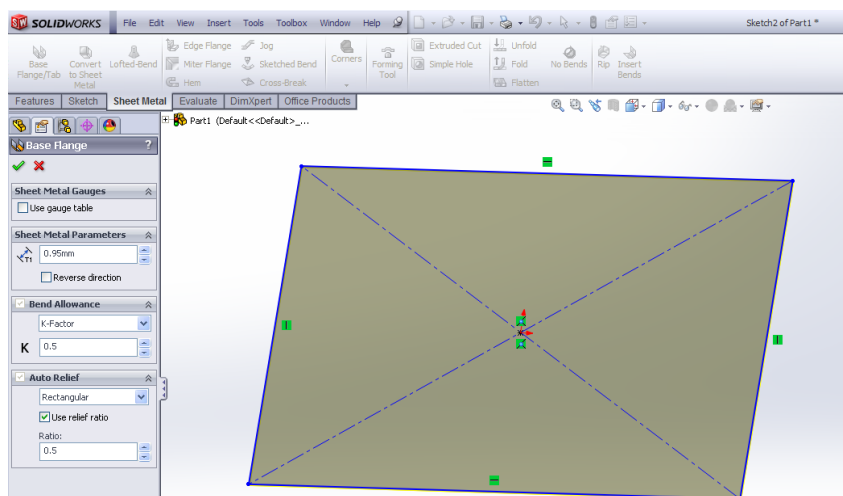 SOLIDWORKS File Edit View Insert Tools Toolbox Window Help Sketch2 of Part1 *
Base Flange/Tab
Convert to Sheet Metal
Lofted-Bend
Edge Flange
Miter Flange
Hem
Jog
Sketched Bend
Cross-Break
Corners
Forming Tool
Extruded Cut
Simple Hole
Unfold
Fold
Flatten
No Bends
Rip
Insert Bends
Features Sketch Sheet Metal Evaluate DimXpert Office Products
Part1 (Default<<Default>_...
Base Flange ?
Sheet Metal Gauges
Use gauge table
Sheet Metal Parameters
T1 0.95mm
Reverse direction
Bend Allowance
K-Factor
K 0.5
Auto Relief
Rectangular
Use relief ratio
Ratio:
0.5